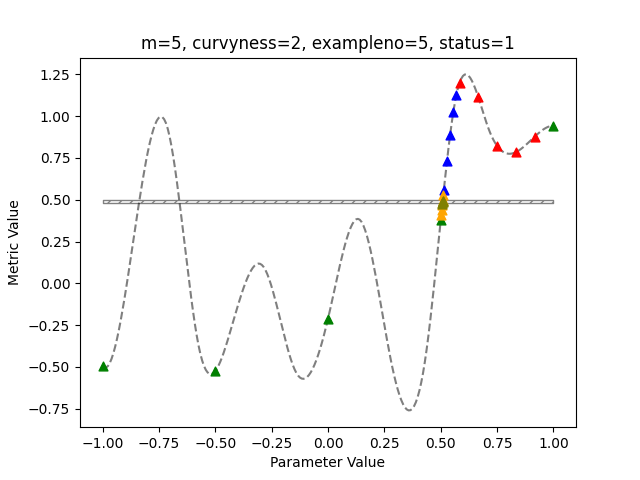 m=5, curvyness=2, exampleno=5, status=1
1.25
1.00
0.75
0.50
0.25
0.00
−0.25
−0.50
−0.75
Metric Value
−1.00 −0.75 −0.50 −0.25 0.00 0.25 0.50 0.75 1.00
Parameter Value